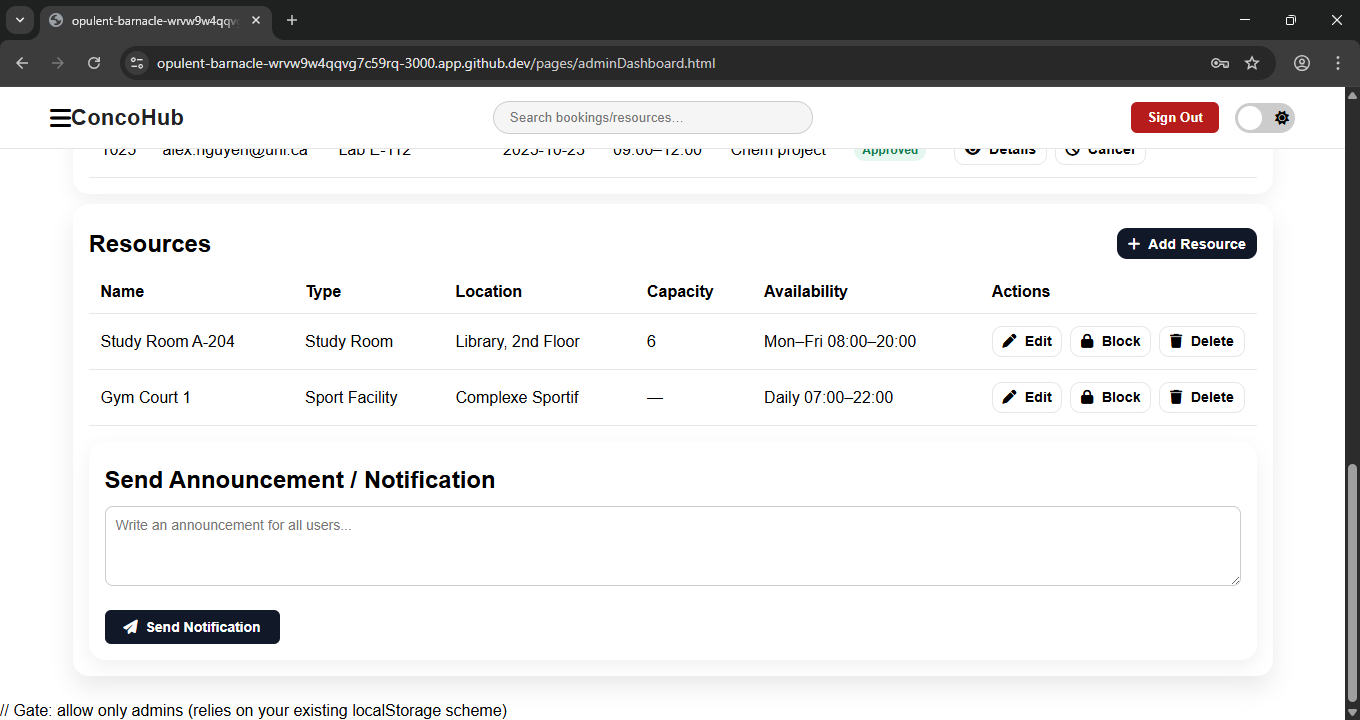 opulent-barnacle-wrvw9w4qqv
opulent-barnacle-wrvw9w4qqvg7c59rq-3000.app.github.dev/pages/adminDashboard.html
ConcoHub
Search bookings/resources…
Sign Out
1025 alex.nguyen@uni.ca Lab E-112 2025-10-25 09:00–12:00 Chem project Approved Details Cancel
Resources
Add Resource
Name Type Location Capacity Availability Actions
Study Room A-204 Study Room Library, 2nd Floor 6 Mon–Fri 08:00–20:00 Edit Block Delete
Gym Court 1 Sport Facility Complexe Sportif — Daily 07:00–22:00 Edit Block Delete
Send Announcement / Notification
Write an announcement for all users...
Send Notification
// Gate: allow only admins (relies on your existing localStorage scheme)